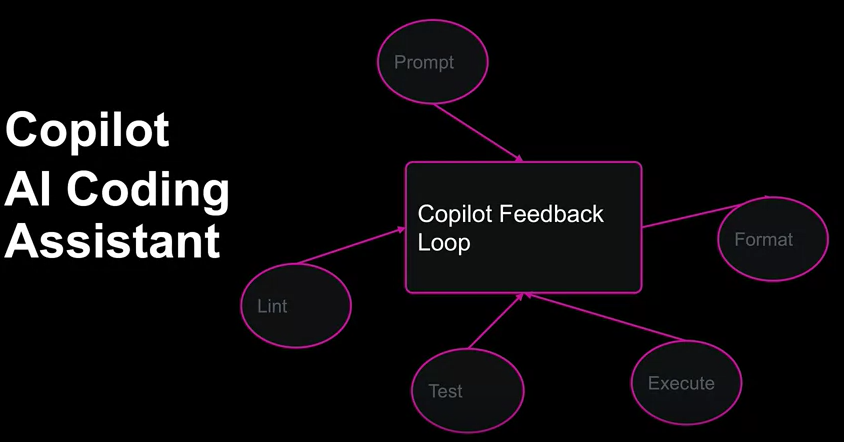 Copilot
AI Coding
Assistant
Prompt
Copilot Feedback
Loop
Format
Lint
Test
Execute